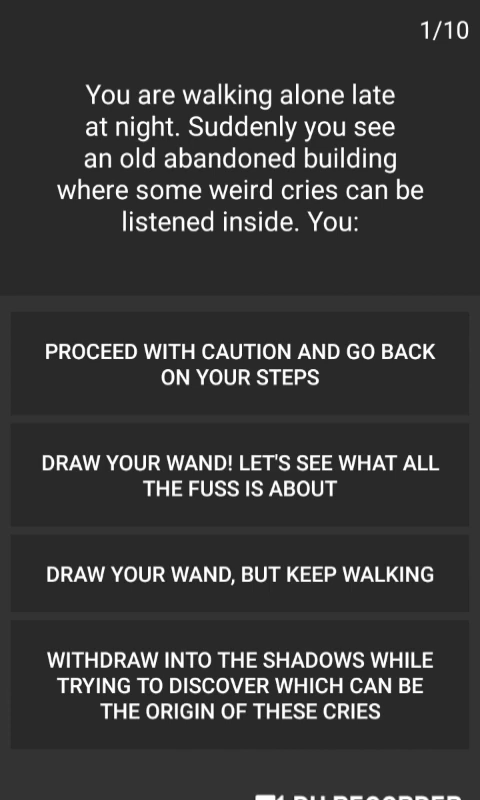 1/10
You are walking alone late
at night. Suddenly you see
an old abandoned building
where some weird cries can be
listened inside. You:
PROCEED WITH CAUTION AND GO BACK
ON YOUR STEPS
DRAW YOUR WAND! LET'S SEE WHAT ALL
THE FUSS IS ABOUT
DRAW YOUR WAND, BUT KEEP WALKING
WITHDRAW INTO THE SHADOWS WHILE
TRYING TO DISCOVER WHICH CAN BE
THE ORIGIN OF THESE CRIES
DU RECORDER